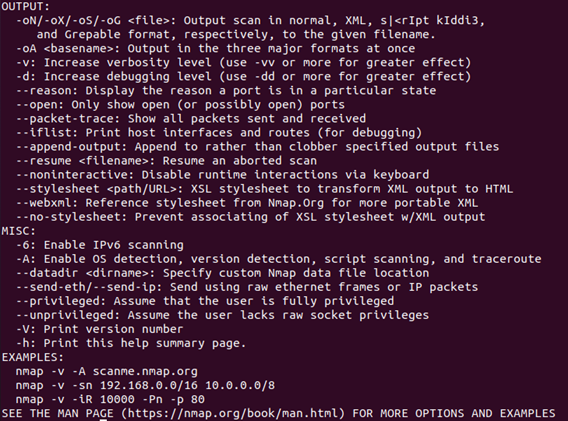 OUTPUT:
-oN/-oX/-oS/-oG <file>: Output scan in normal, XML, s|<rIpt kIddi3,
and Grepable format, respectively, to the given filename.
-oA <basename>: Output in the three major formats at once
-v: Increase verbosity level (use -vv or more for greater effect)
-d: Increase debugging level (use -dd or more for greater effect)
--reason: Display the reason a port is in a particular state
--open: Only show open (or possibly open) ports
--packet-trace: Show all packets sent and received
--iflist: Print host interfaces and routes (for debugging)
--append-output: Append to rather than clobber specified output files
--resume <filename>: Resume an aborted scan
--noninteractive: Disable runtime interactions via keyboard
--stylesheet <path/URL>: XSL stylesheet to transform XML output to HTML
--webxml: Reference stylesheet from Nmap.Org for more portable XML
--no-stylesheet: Prevent associating of XSL stylesheet w/XML output
MISC:
-6: Enable IPv6 scanning
-A: Enable OS detection, version detection, script scanning, and traceroute
--datadir <dirname>: Specify custom Nmap data file location
--send-eth/--send-ip: Send using raw ethernet frames or IP packets
--privileged: Assume that the user is fully privileged
--unprivileged: Assume the user lacks raw socket privileges
-V: Print version number
-h: Print this help summary page.
EXAMPLES:
nmap -v -A scanme.nmap.org
nmap -v -sn 192.168.0.0/16 10.0.0.0/8
nmap -v -iR 10000 -Pn -p 80
SEE THE MAN PAGE (https://nmap.org/book/man.html) FOR MORE OPTIONS AND EXAMPLES